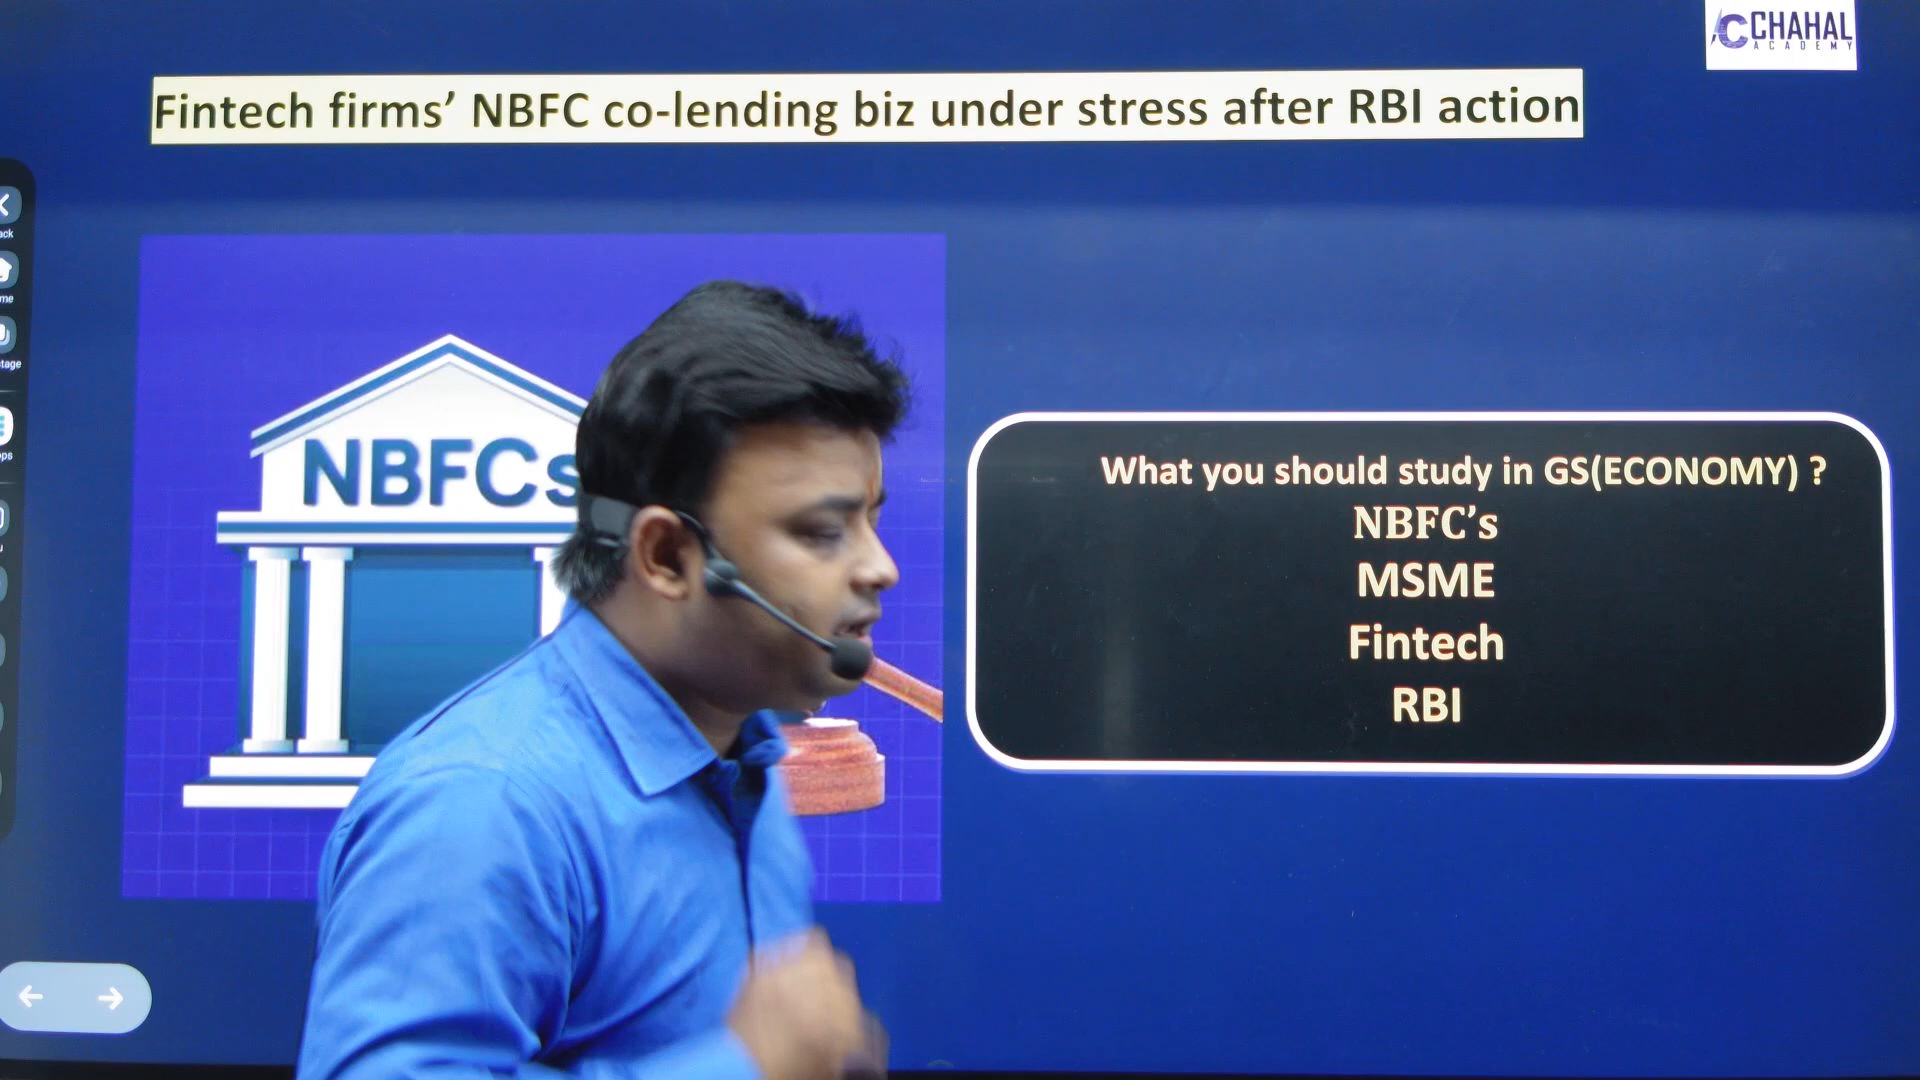 CHAHAL
ACADEMY
Fintech firms’ NBFC co-lending biz under stress after RBI action
NBFCs
What you should study in GS(ECONOMY) ?
NBFC’s
MSME
Fintech
RBI